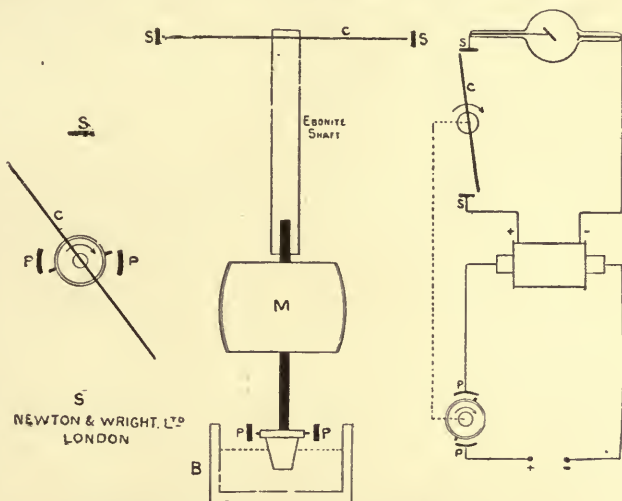 S C S
EBONITE
SHAFT
S
C
P P
M
S
NEWTON & WRIGHT. LTD
LONDON
P P
B
S
C
S
+ -
P
P
+ -